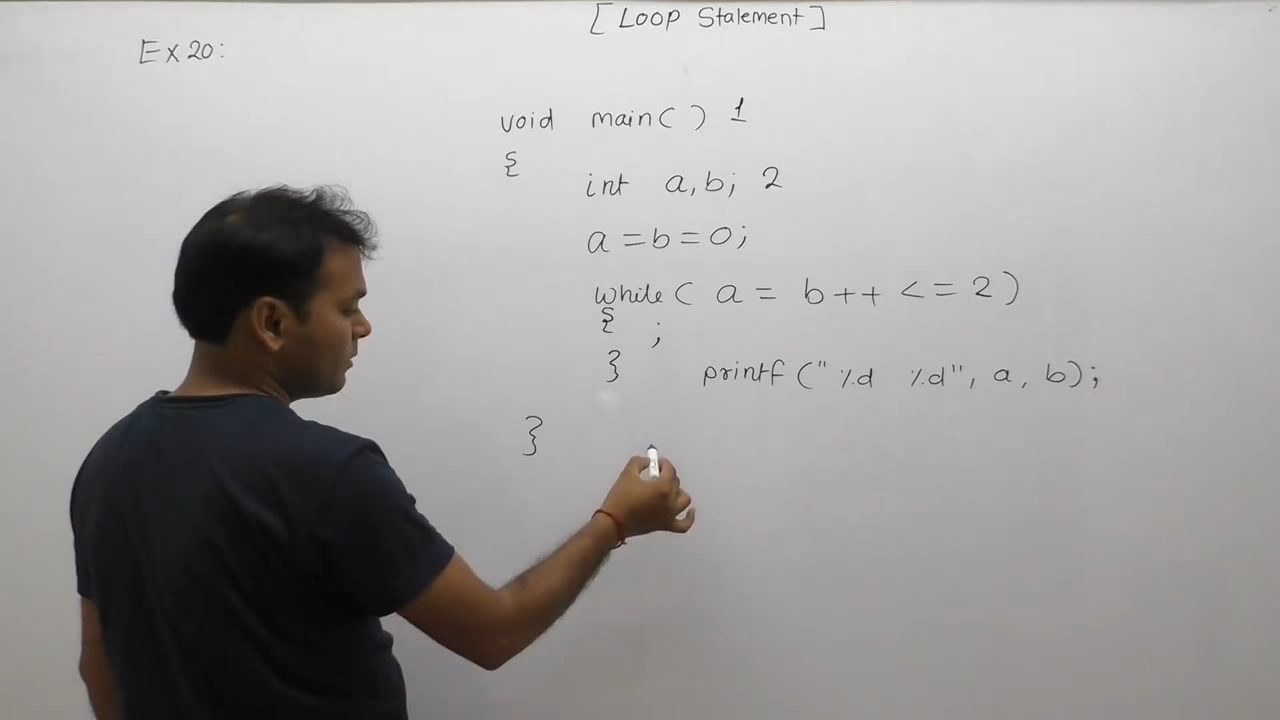 [Loop Statement]
Ex 20:
void main( ) 1
{
int a,b; 2
a = b = 0;
while( a = b++ <= 2)
{ ;
} printf ("%d %d", a, b);
}